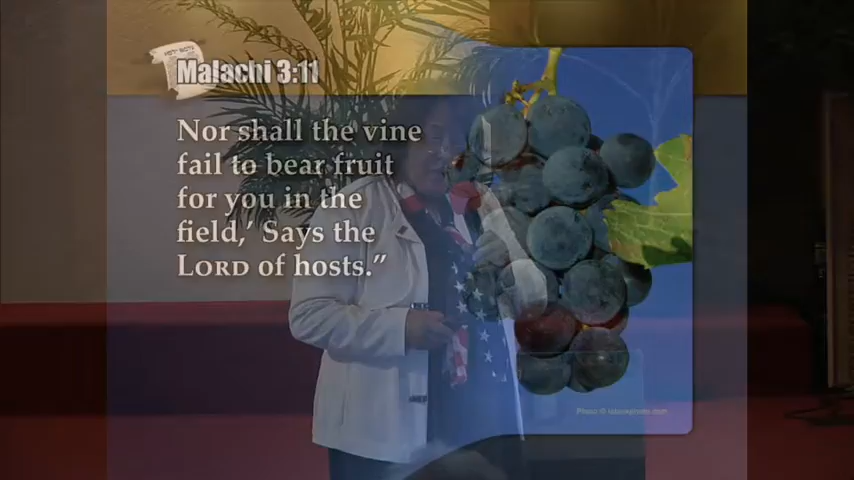 Malachi 3:11
Nor shall the vine
fail to bear fruit
for you in the
field,’ Says the
LORD of hosts.”